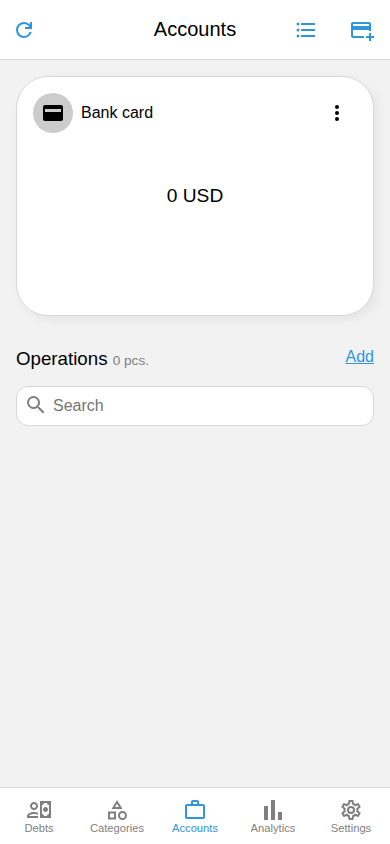 Accounts
Bank card
0 USD
Operations 0 pcs.
Add
Search
Debts
Categories
Accounts
Analytics
Settings